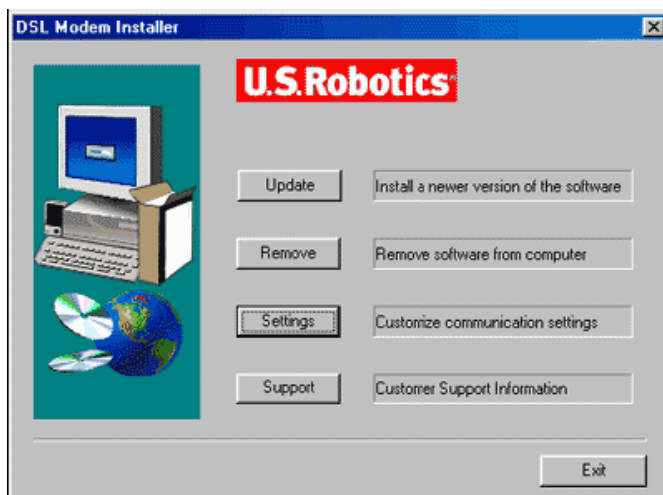 DSL Modem Installer
U.S.Robotics
Update Install a newer version of the software
Remove Remove software from computer
Settings Customize communication settings
Support Customer Support Information
Exit